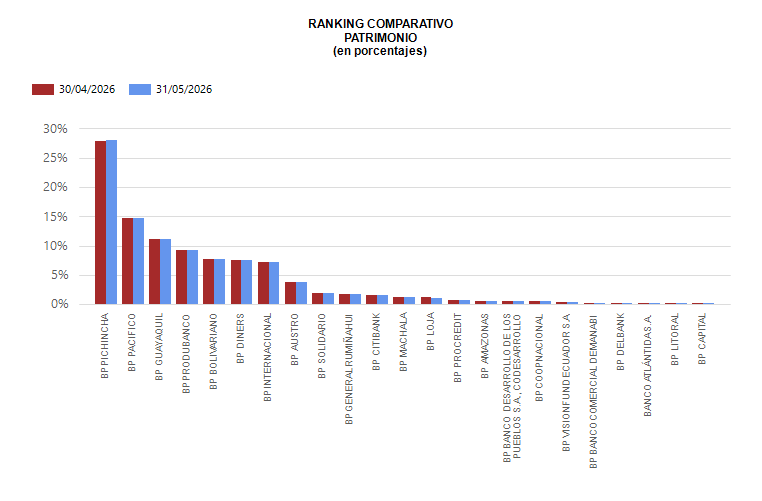 RANKING COMPARATIVO
PATRIMONIO
(en porcentajes)
30/04/2026
31/05/2026
30%
25%
20%
15%
10%
5%
0%
BP PICHINCHA
BP PACIFICO
BP GUAYAQUIL
BP PRODUBANCO
BP BOLIVARIANO
BP DINERS
BP INTERNACIONAL
BP AUSTRO
BP SOLIDARIO
BP GENERAL RUMIÑAHUI
BP CITIBANK
BP MACHALA
BP LOJA
BP PROCREDIT
BP AMAZONAS
BP BANCO DESARROLLO DE LOS
PUEBLOS S.A., CODESARROLLO
BP COOPNACIONAL
BP VISIONFUND ECUADOR S.A.
BP BANCO COMERCIAL DE MANABI
BP DELBANK
BANCO ATLÁNTIDA S.A.
BP LITORAL
BP CAPITAL